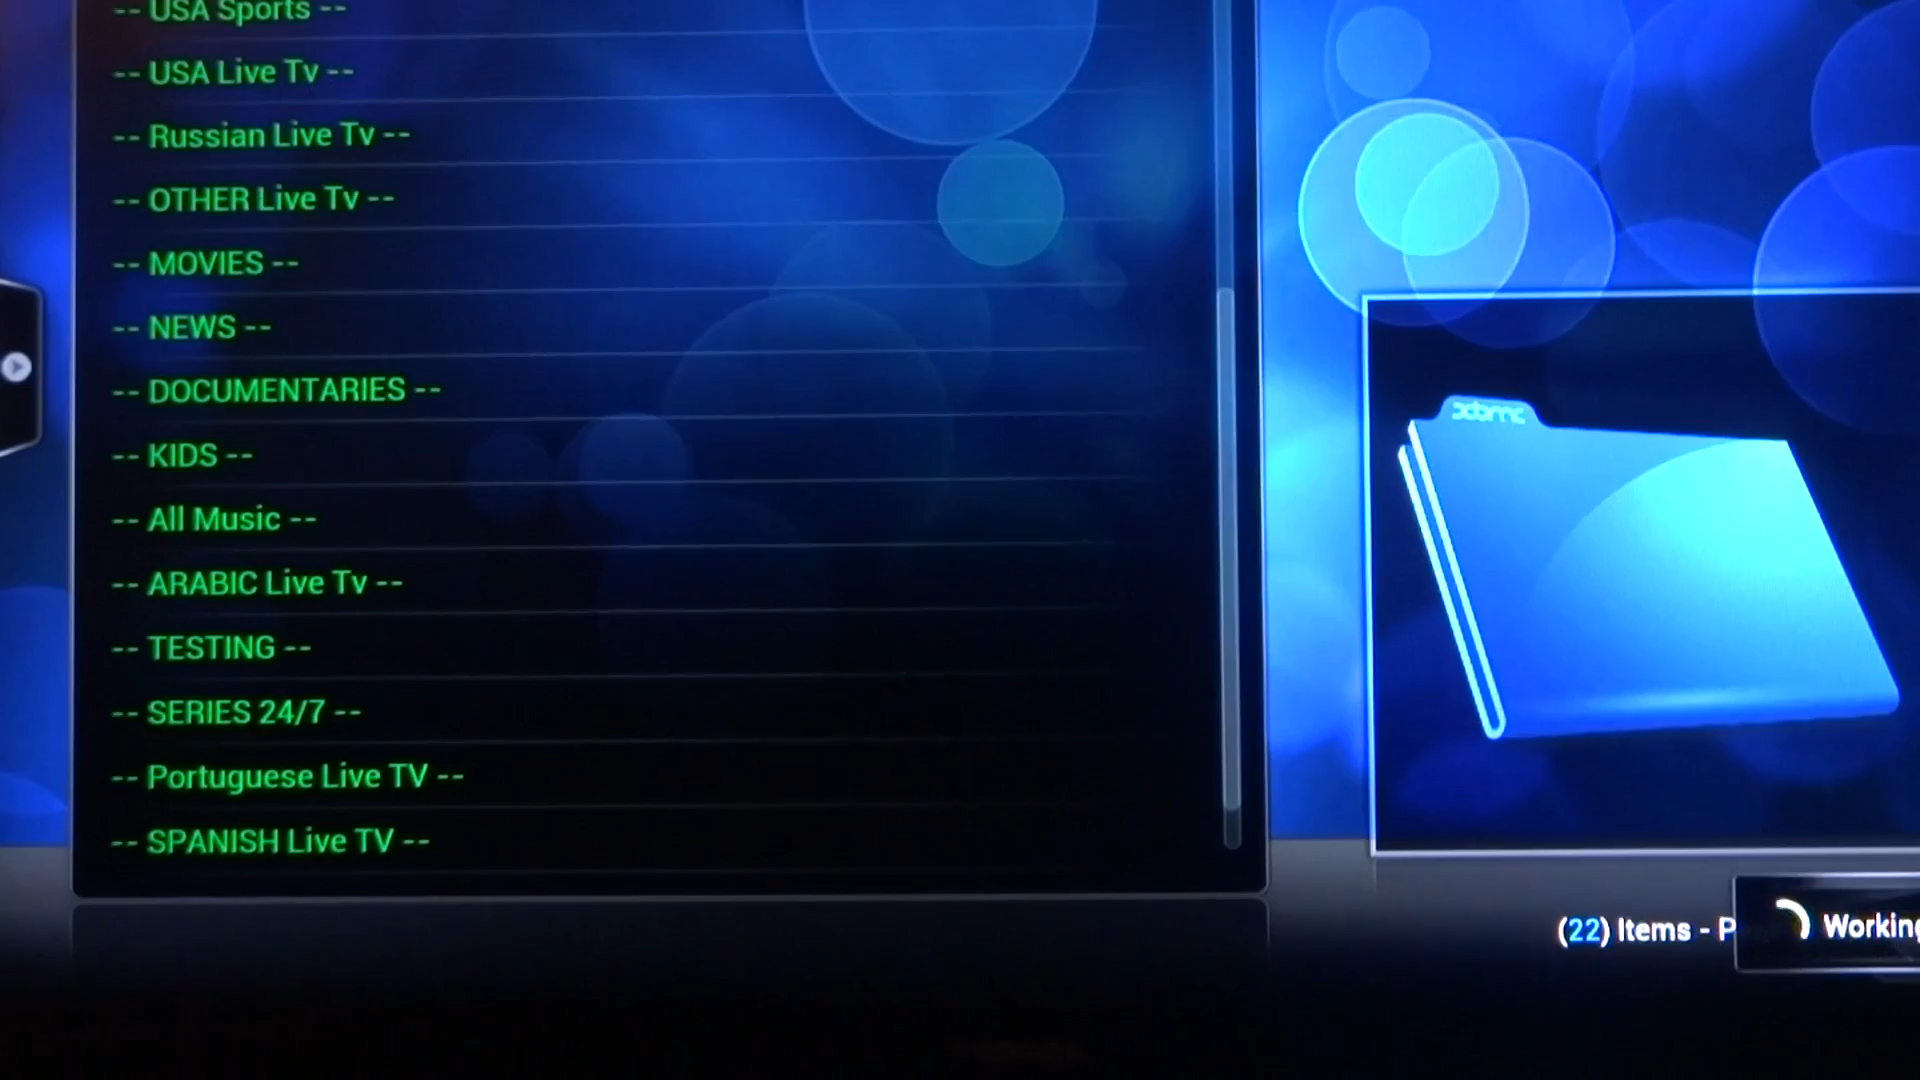 -- USA Sports --
-- USA Live Tv --
-- Russian Live Tv --
-- OTHER Live Tv --
-- MOVIES --
-- NEWS --
-- DOCUMENTARIES --
-- KIDS --
-- All Music --
-- ARABIC Live Tv --
-- TESTING --
-- SERIES 24/7 --
-- Portuguese Live TV --
-- SPANISH Live TV --
xbmc
(22) Items - P
Working